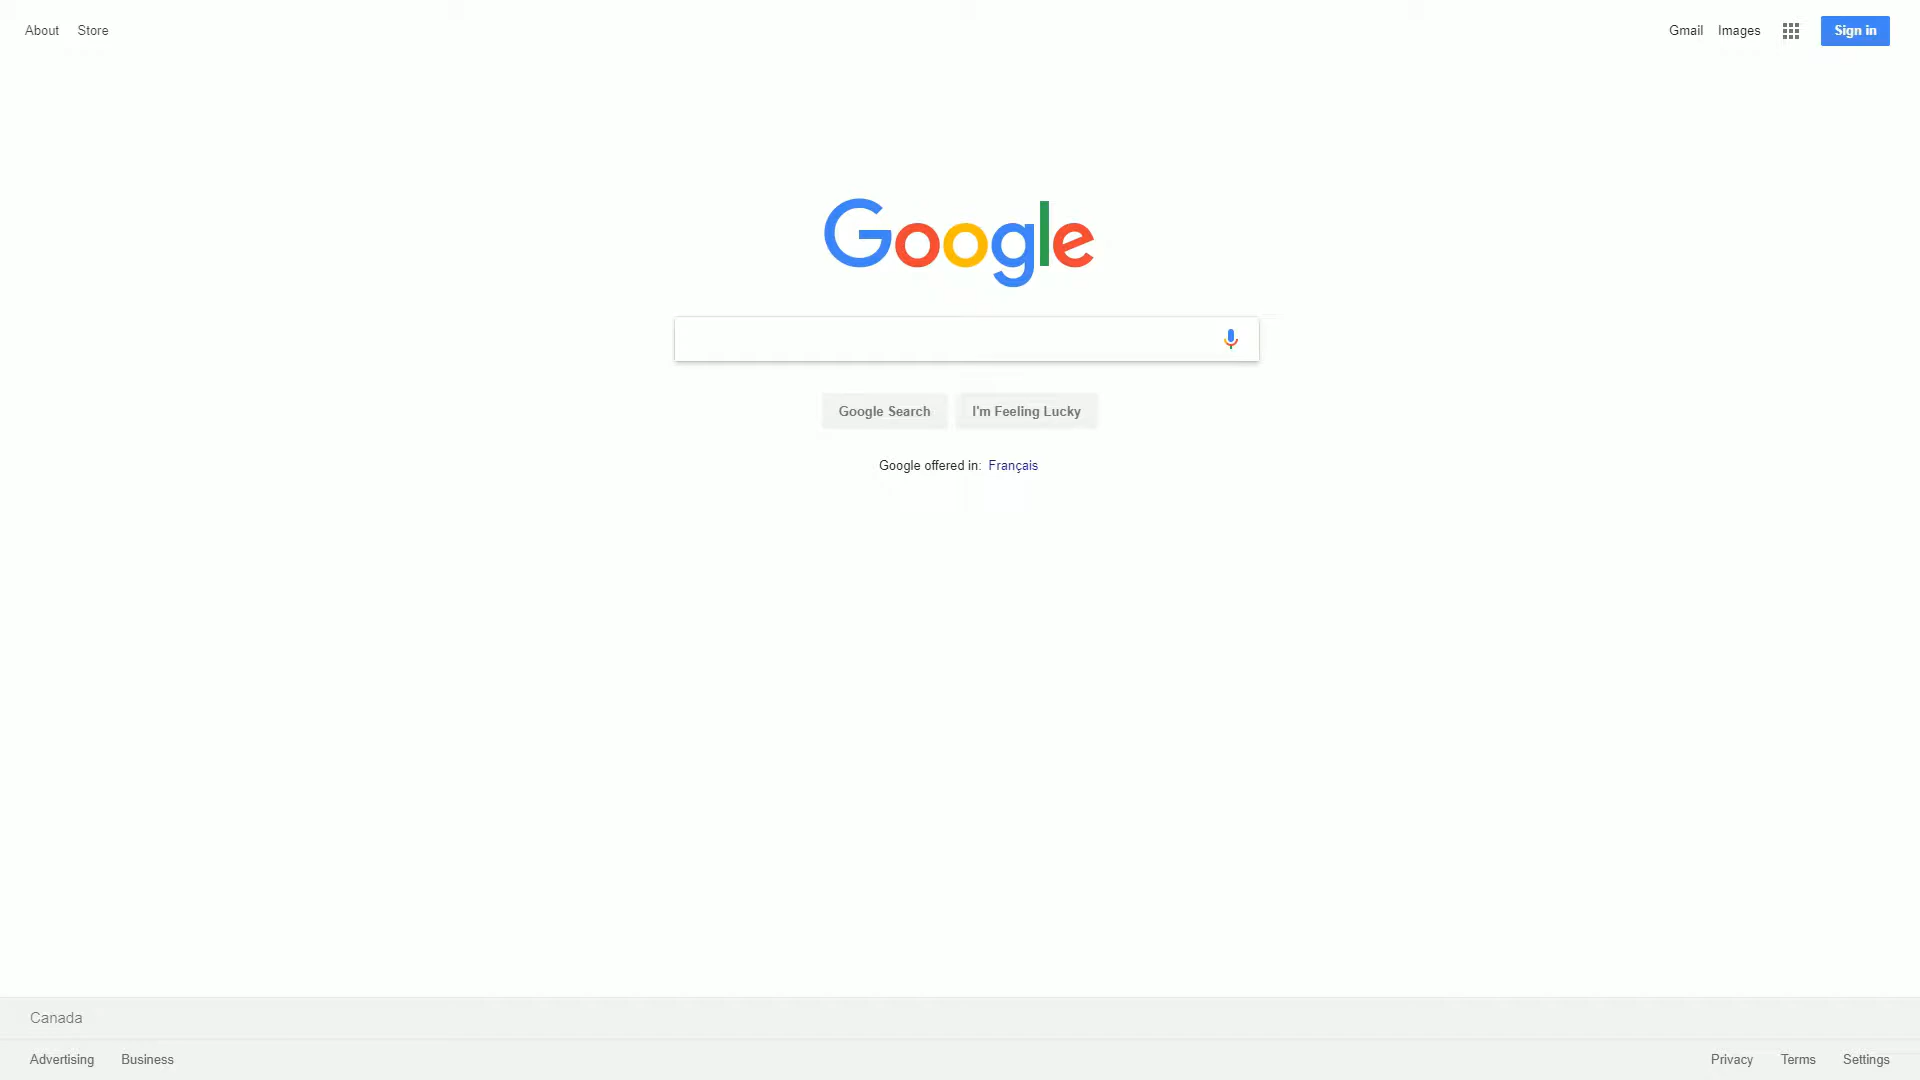 About Store
Gmail Images Sign in
Google
Google Search I'm Feeling Lucky
Google offered in: Français
Canada
Advertising Business
Privacy Terms Settings